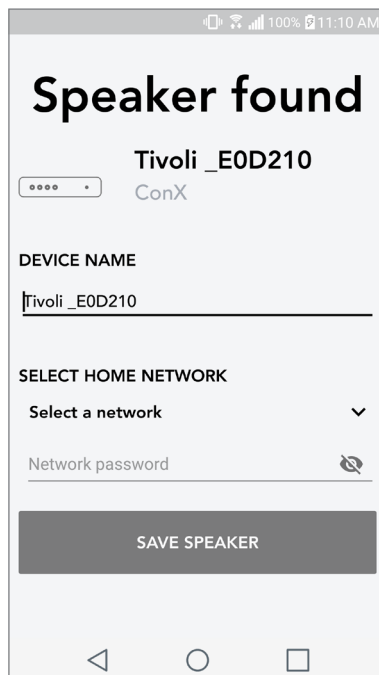 100% 11:10 AM
Speaker found
Tivoli _E0D210
ConX
DEVICE NAME
Tivoli _E0D210
SELECT HOME NETWORK
Select a network
Network password
SAVE SPEAKER